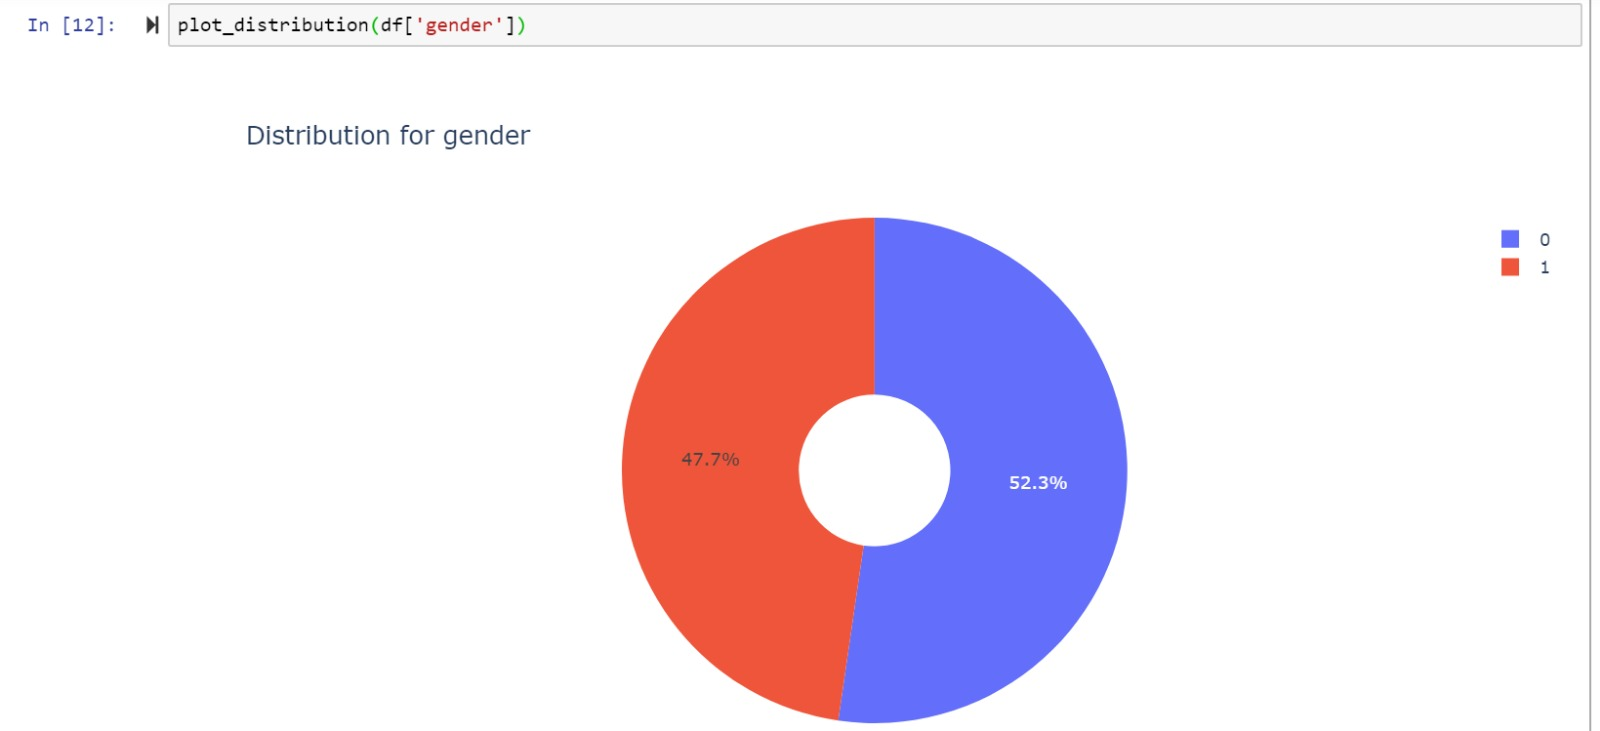 In [12]: plot_distribution(df['gender'])
Distribution for gender
0
1
47.7%
52.3%